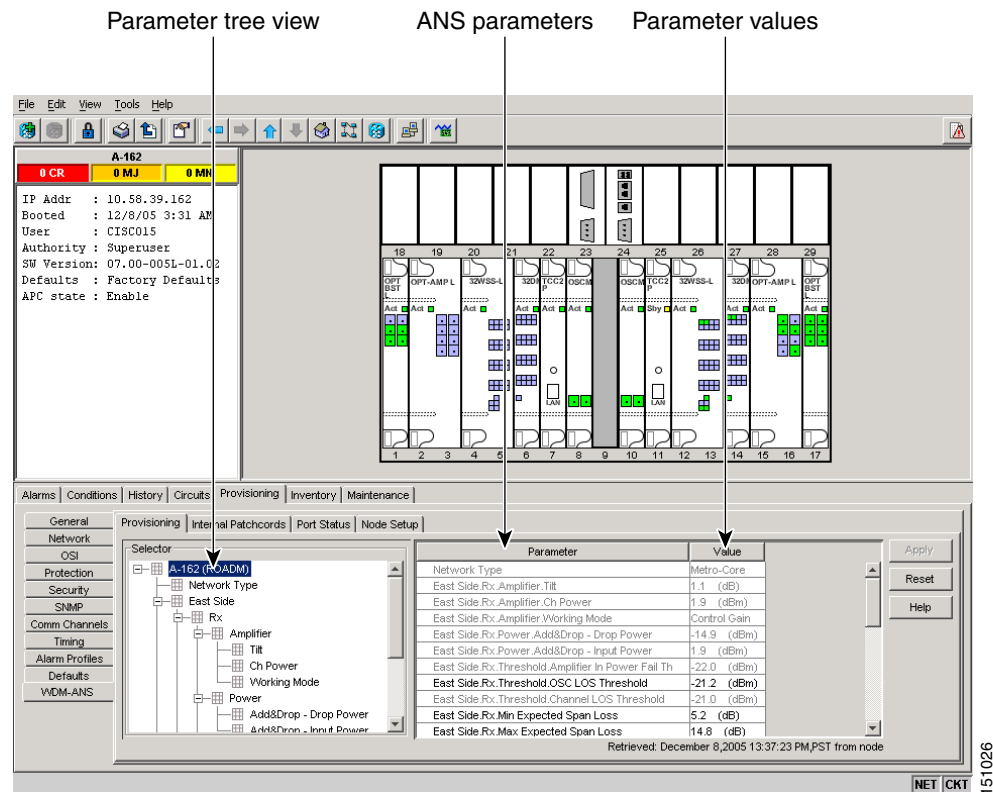 Parameter tree view
ANS parameters
Parameter values
File Edit View Tools Help
A-162
0 CR 0 MJ 0 MN
IP Addr : 10.58.39.162
Booted : 12/8/05 3:31 AM
User : CISCO15
Authority : Superuser
SW Version: 07.00-005L-01.02
Defaults : Factory Defaults
APC state : Enable
18 19 20 21 22 23 24 25 26 27 28 29
OPT BST L
OPT-AMP L
32WSS-L
TCC2 P
OSCM
OSCM
TCC2 P
32WSS-L
OPT-AMP L
OPT BST
Act Act Act Act Act Act Act Sby Act Act Act Act
LAN LAN
1 2 3 4 5 6 7 8 9 10 11 12 13 14 15 16 17
Alarms Conditions History Circuits Provisioning Inventory Maintenance
General
Network
OSI
Protection
Security
SNMP
Comm Channels
Timing
Alarm Profiles
Defaults
WDM-ANS
Provisioning Internal Patchcords Port Status Node Setup
Selector
A-162 (ROADM)
Network Type
East Side
Rx
Amplifier
Tilt
Ch Power
Working Mode
Power
Add&Drop - Drop Power
Add&Drop - Input Power
Parameter Value
Network Type Metro-Core
East Side.Rx.Amplifier.Tilt 1.1 (dB)
East Side.Rx.Amplifier.Ch Power 1.9 (dBm)
East Side.Rx.Amplifier.Working Mode Control Gain
East Side.Rx.Power.Add&Drop - Drop Power -14.9 (dBm)
East Side.Rx.Power.Add&Drop - Input Power 1.9 (dBm)
East Side.Rx.Threshold.Amplifier In Power Fail Th -22.0 (dBm)
East Side.Rx.Threshold.OSC LOS Threshold -21.2 (dBm)
East Side.Rx.Threshold.Channel LOS Threshold -21.0 (dBm)
East Side.Rx.Min Expected Span Loss 5.2 (dB)
East Side.Rx.Max Expected Span Loss 14.8 (dB)
Apply
Reset
Help
Retrieved: December 8,2005 13:37:23 PM,PST from node
NET CKT
151026